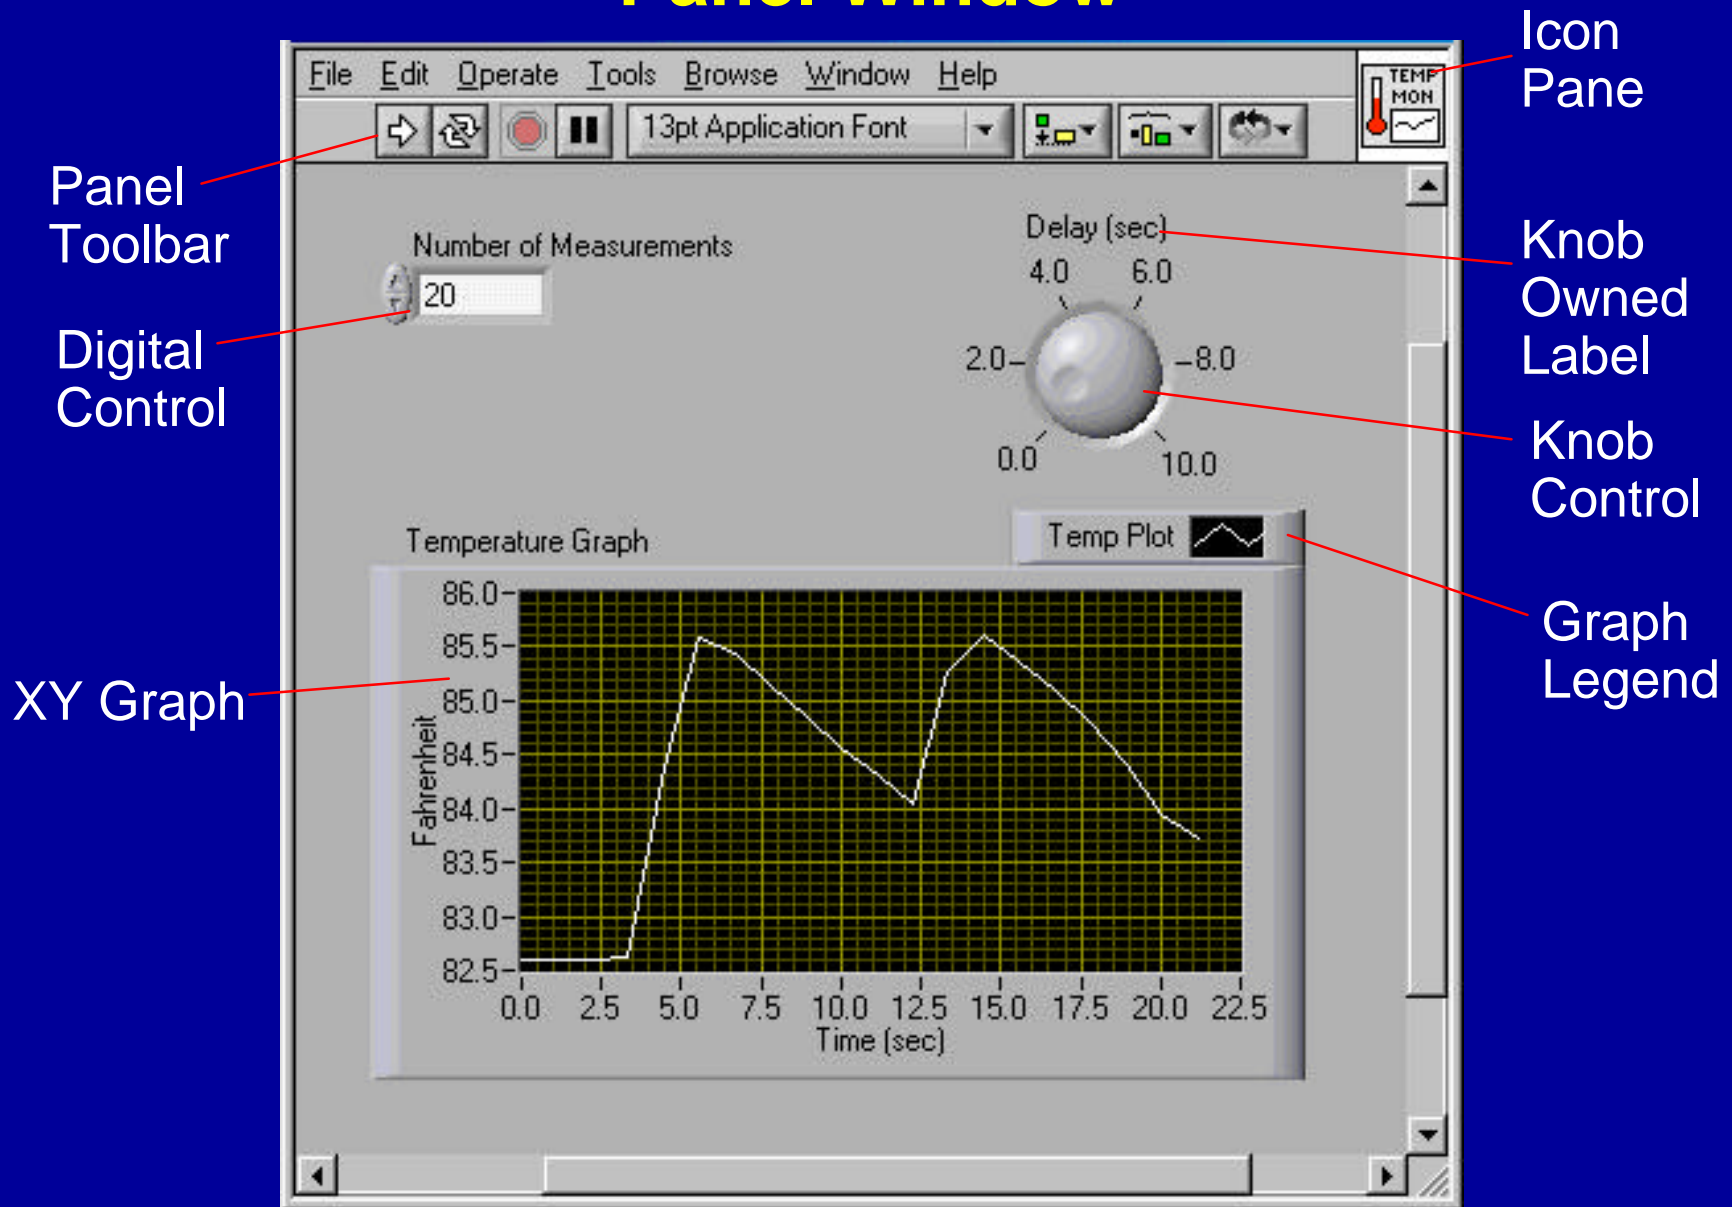 Panel Window
Icon
Pane
File Edit Operate Tools Browse Window Help
TEMP
MON
13pt Application Font
Panel
Toolbar
Number of Measurements
20
Digital
Control
Delay (sec)
4.0 6.0
2.0 8.0
0.0 10.0
Knob
Owned
Label
Knob
Control
Temperature Graph
Temp Plot
Graph
Legend
XY Graph
Fahrenheit
86.0
85.5
85.0
84.5
84.0
83.5
83.0
82.5
0.0 2.5 5.0 7.5 10.0 12.5 15.0 17.5 20.0 22.5
Time (sec)